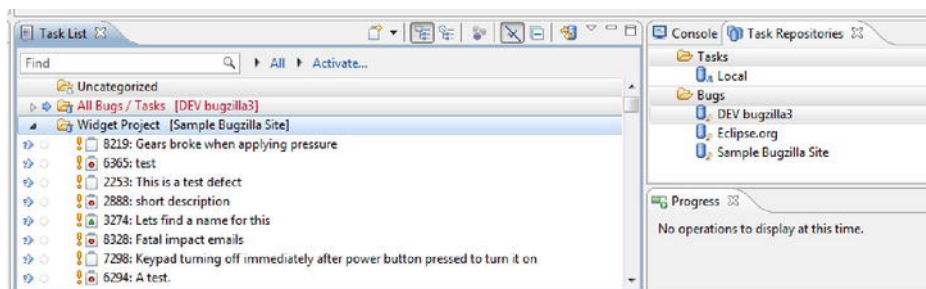 Task List
Find
All
Activate...
Uncategorized
All Bugs / Tasks [DEV bugzilla3]
Widget Project [Sample Bugzilla Site]
8219: Gears broke when applying pressure
6365: test
2253: This is a test defect
2888: short description
3274: Lets find a name for this
8328: Fatal impact emails
7298: Keypad turning off immediately after power button pressed to turn it on
6294: A test.
Console
Task Repositories
Tasks
Local
Bugs
DEV bugzilla3
Eclipse.org
Sample Bugzilla Site
Progress
No operations to display at this time.